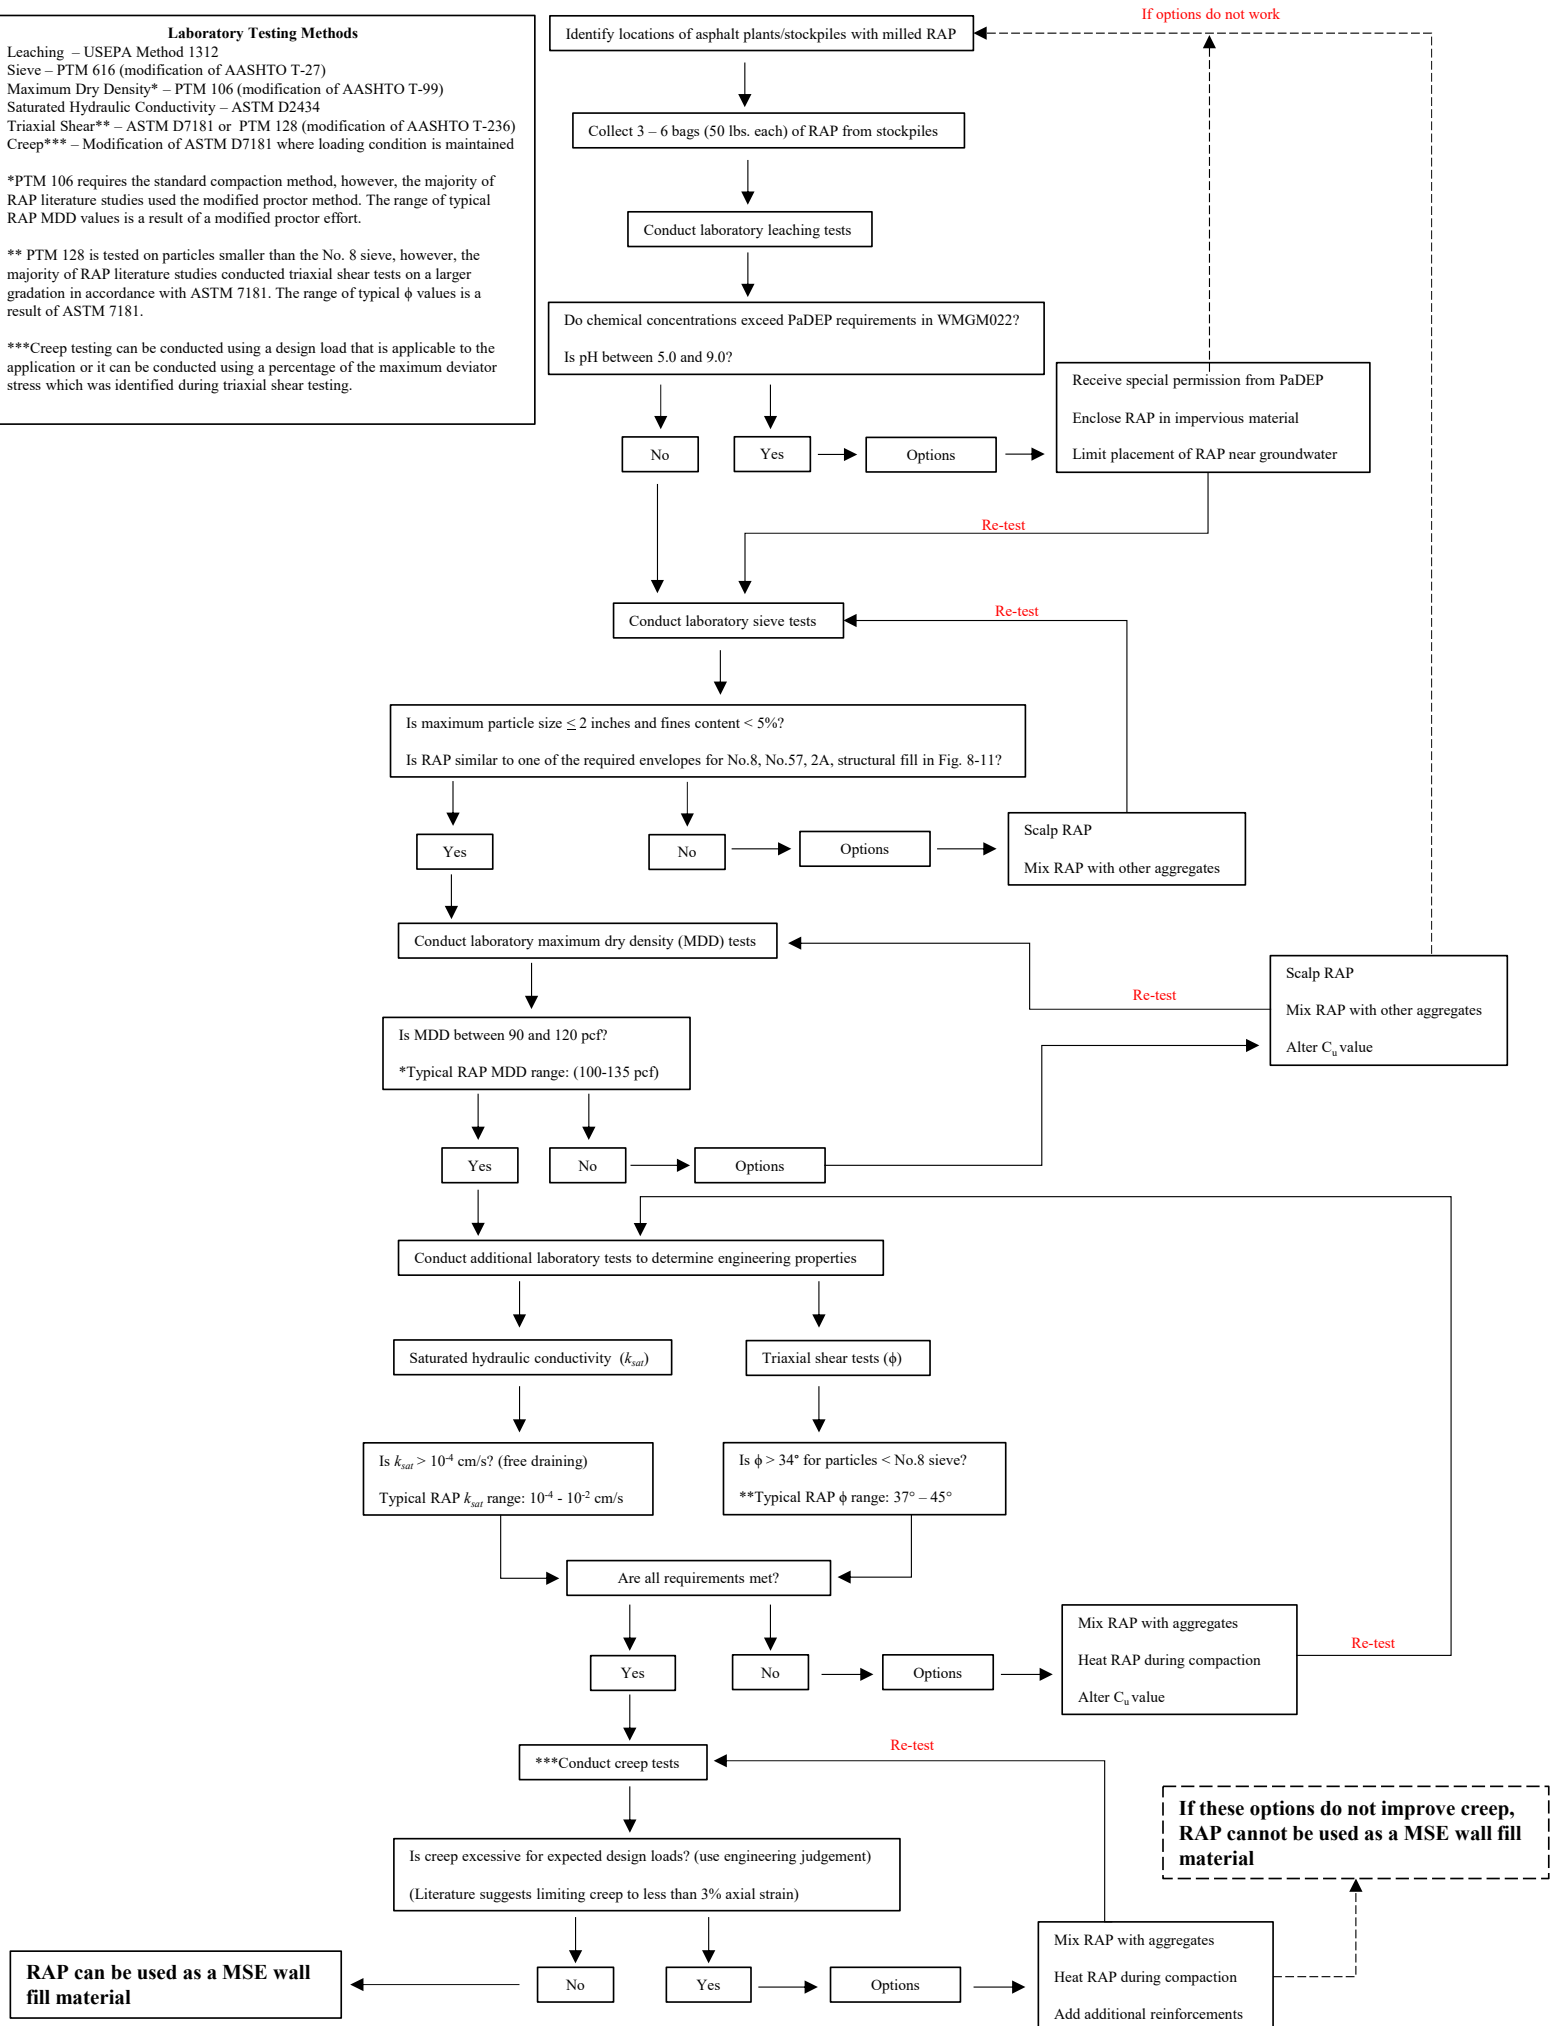 Laboratory Testing Methods
Leaching – USEPA Method 1312
Sieve – PTM 616 (modification of AASHTO T-27)
Maximum Dry Density* – PTM 106 (modification of AASHTO T-99)
Saturated Hydraulic Conductivity – ASTM D2434
Triaxial Shear** – ASTM D7181 or PTM 128 (modification of AASHTO T-236)
Creep*** – Modification of ASTM D7181 where loading condition is maintained
*PTM 106 requires the standard compaction method, however, the majority of
RAP literature studies used the modified proctor method. The range of typical
RAP MDD values is a result of a modified proctor effort.
** PTM 128 is tested on particles smaller than the No. 8 sieve, however, the
majority of RAP literature studies conducted triaxial shear tests on a larger
gradation in accordance with ASTM 7181. The range of typical ϕ values is a
result of ASTM 7181.
***Creep testing can be conducted using a design load that is applicable to the
application or it can be conducted using a percentage of the maximum deviator
stress which was identified during triaxial shear testing.
If options do not work
Identify locations of asphalt plants/stockpiles with milled RAP
Collect 3 – 6 bags (50 lbs. each) of RAP from stockpiles
Conduct laboratory leaching tests
Do chemical concentrations exceed PaDEP requirements in WMGM022?
Is pH between 5.0 and 9.0?
No
Yes
Options
Receive special permission from PaDEP
Enclose RAP in impervious material
Limit placement of RAP near groundwater
Re-test
Conduct laboratory sieve tests
Re-test
Is maximum particle size ≤ 2 inches and fines content < 5%?
Is RAP similar to one of the required envelopes for No.8, No.57, 2A, structural fill in Fig. 8-11?
Yes
No
Options
Scalp RAP
Mix RAP with other aggregates
Conduct laboratory maximum dry density (MDD) tests
Re-test
Scalp RAP
Mix RAP with other aggregates
Alter Cu value
Is MDD between 90 and 120 pcf?
*Typical RAP MDD range: (100-135 pcf)
Yes
No
Options
Conduct additional laboratory tests to determine engineering properties
Saturated hydraulic conductivity (ksat)
Triaxial shear tests (ϕ)
Is ksat > 10-4 cm/s? (free draining)
Typical RAP ksat range: 10-4 - 10-2 cm/s
Is ϕ > 34° for particles < No.8 sieve?
**Typical RAP ϕ range: 37° – 45°
Are all requirements met?
Yes
No
Options
Mix RAP with aggregates
Heat RAP during compaction
Alter Cu value
Re-test
***Conduct creep tests
Re-test
Is creep excessive for expected design loads? (use engineering judgement)
(Literature suggests limiting creep to less than 3% axial strain)
If these options do not improve creep,
RAP cannot be used as a MSE wall fill
material
No
Yes
Options
Mix RAP with aggregates
Heat RAP during compaction
Add additional reinforcements
RAP can be used as a MSE wall
fill material